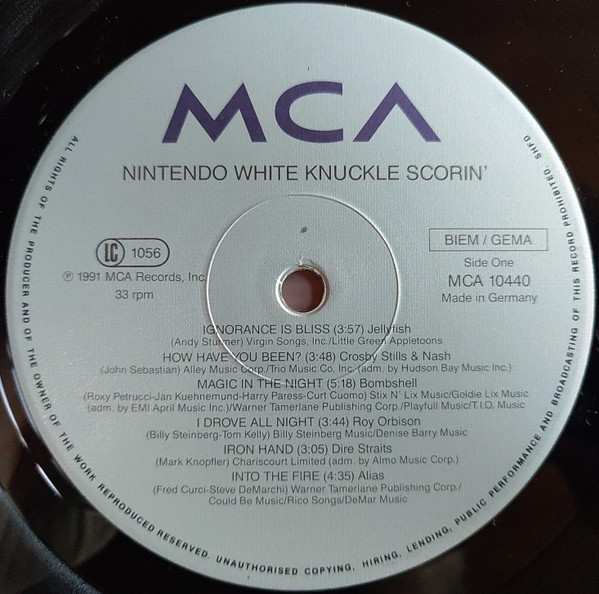 MCA
NINTENDO WHITE KNUCKLE SCORIN'
LC 1056
℗ 1991 MCA Records, Inc.
33 rpm
BIEM / GEMA
Side One
MCA 10440
Made in Germany
IGNORANCE IS BLISS (3:57) Jellyfish
(Andy Sturmer) Virgin Songs, Inc./Little Green Appletoons
HOW HAVE YOU BEEN? (3:48) Crosby Stills & Nash
(John Sebastian) Alley Music Corp./Trio Music Co. Inc. (adm. by Hudson Bay Music Inc.)
MAGIC IN THE NIGHT (5:18) Bombshell
(Roxy Petrucci-Jan Kuehnemund-Harry Paress-Curt Cuomo) Stix N' Lix Music/Goldie Lix Music/
(adm. by EMI April Music Inc.)/Warner Tamerlane Publishing Corp./Playfull Music/T.I.O. Music
I DROVE ALL NIGHT (3:44) Roy Orbison
(Billy Steinberg-Tom Kelly) Billy Steinberg Music/Denise Barry Music
IRON HAND (3:05) Dire Straits
(Mark Knopfler) Chariscourt Limited (adm. by Almo Music Corp.)
INTO THE FIRE (4:35) Alias
(Fred Curci-Steve DeMarchi) Warner Tamerlane Publishing Corp./
Could Be Music/Rico Songs/DeMar Music
ALL RIGHTS OF THE PRODUCER AND OF THE OWNER OF THE WORK REPRODUCED RESERVED. UNAUTHORISED COPYING, HIRING, LENDING, PUBLIC PERFORMANCE AND BROADCASTING OF THIS RECORD PROHIBITED. SHFD